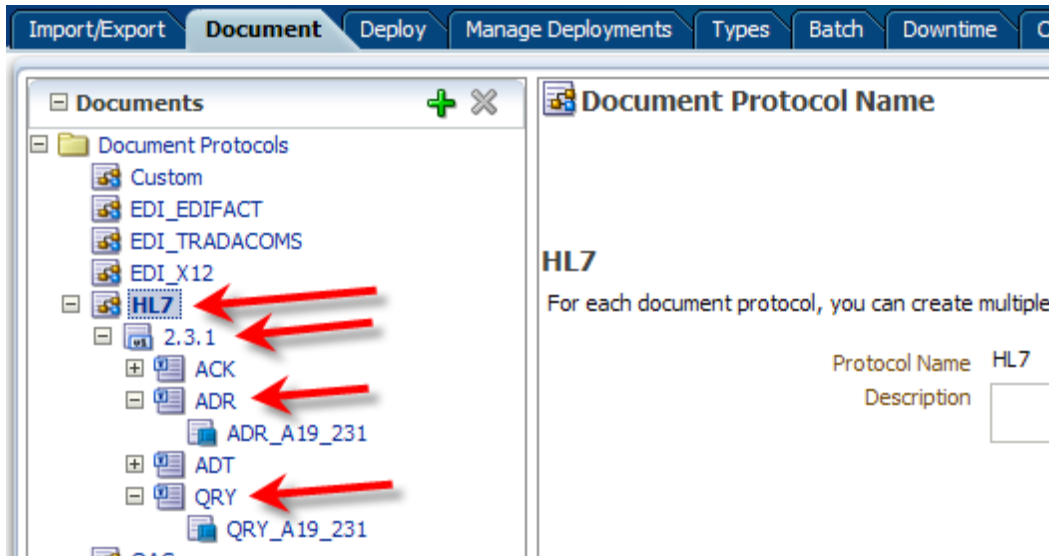 Import/Export Document Deploy Manage Deployments Types Batch Downtime
Documents
Document Protocols
Custom
EDI_EDIFACT
EDI_TRADACOMS
EDI_X12
HL7
2.3.1
ACK
ADR
ADR_A19_231
ADT
QRY
QRY_A19_231
Document Protocol Name
HL7
For each document protocol, you can create multiple
Protocol Name HL7
Description